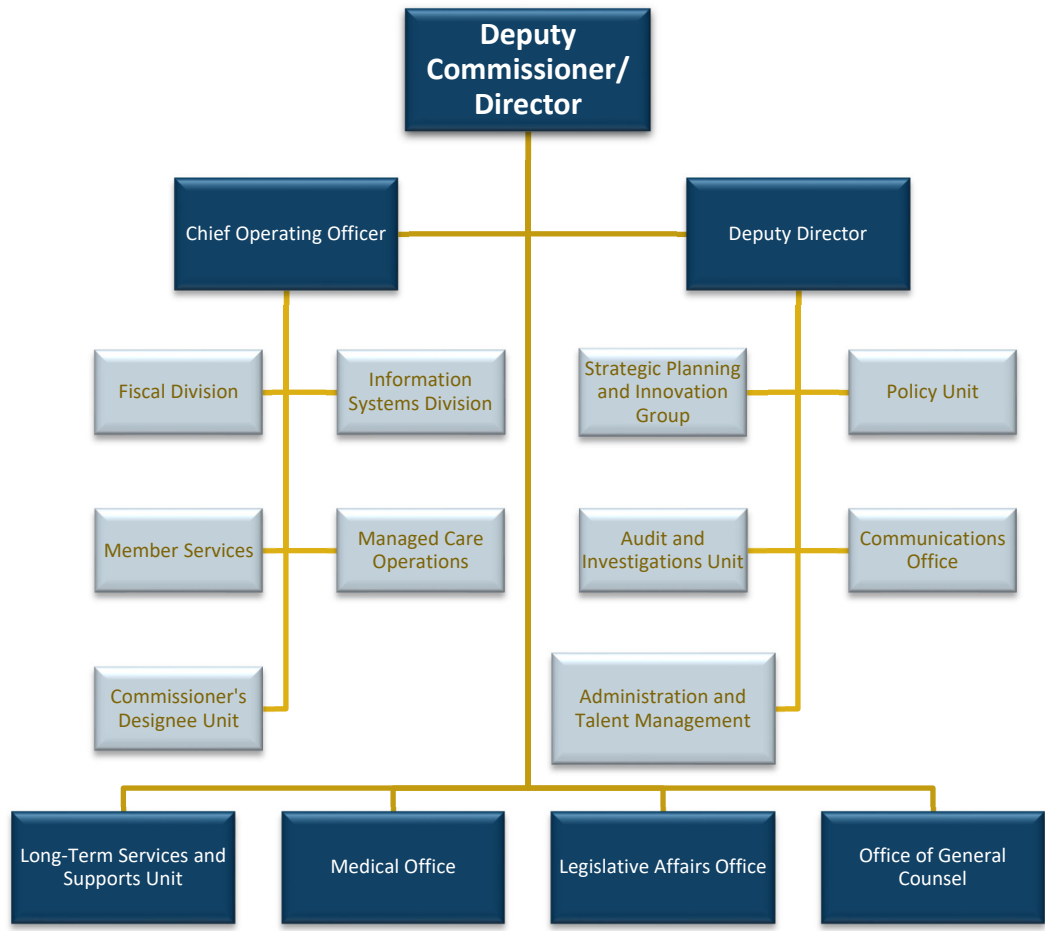 Deputy
Commissioner/
Director
Chief Operating Officer
Deputy Director
Fiscal Division
Information
Systems Division
Strategic Planning
and Innovation
Group
Policy Unit
Member Services
Managed Care
Operations
Audit and
Investigations Unit
Communications
Office
Commissioner's
Designee Unit
Administration and
Talent Management
Long-Term Services and
Supports Unit
Medical Office
Legislative Affairs Office
Office of General
Counsel